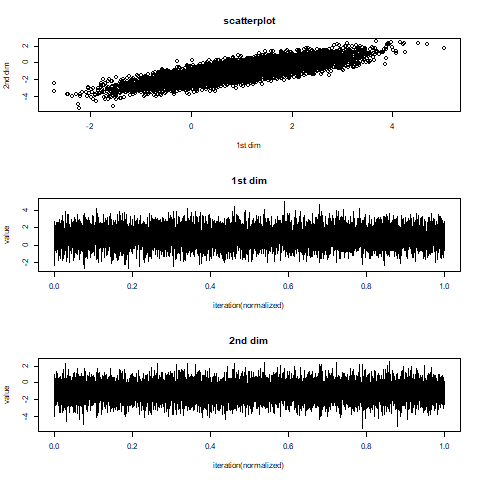 scatterplot
2nd dim
2
0
-2
-4
-2 0 2 4
1st dim
1st dim
value
4
2
0
-2
0.0 0.2 0.4 0.6 0.8 1.0
iteration(normalized)
2nd dim
value
2
0
-2
-4
0.0 0.2 0.4 0.6 0.8 1.0
iteration(normalized)